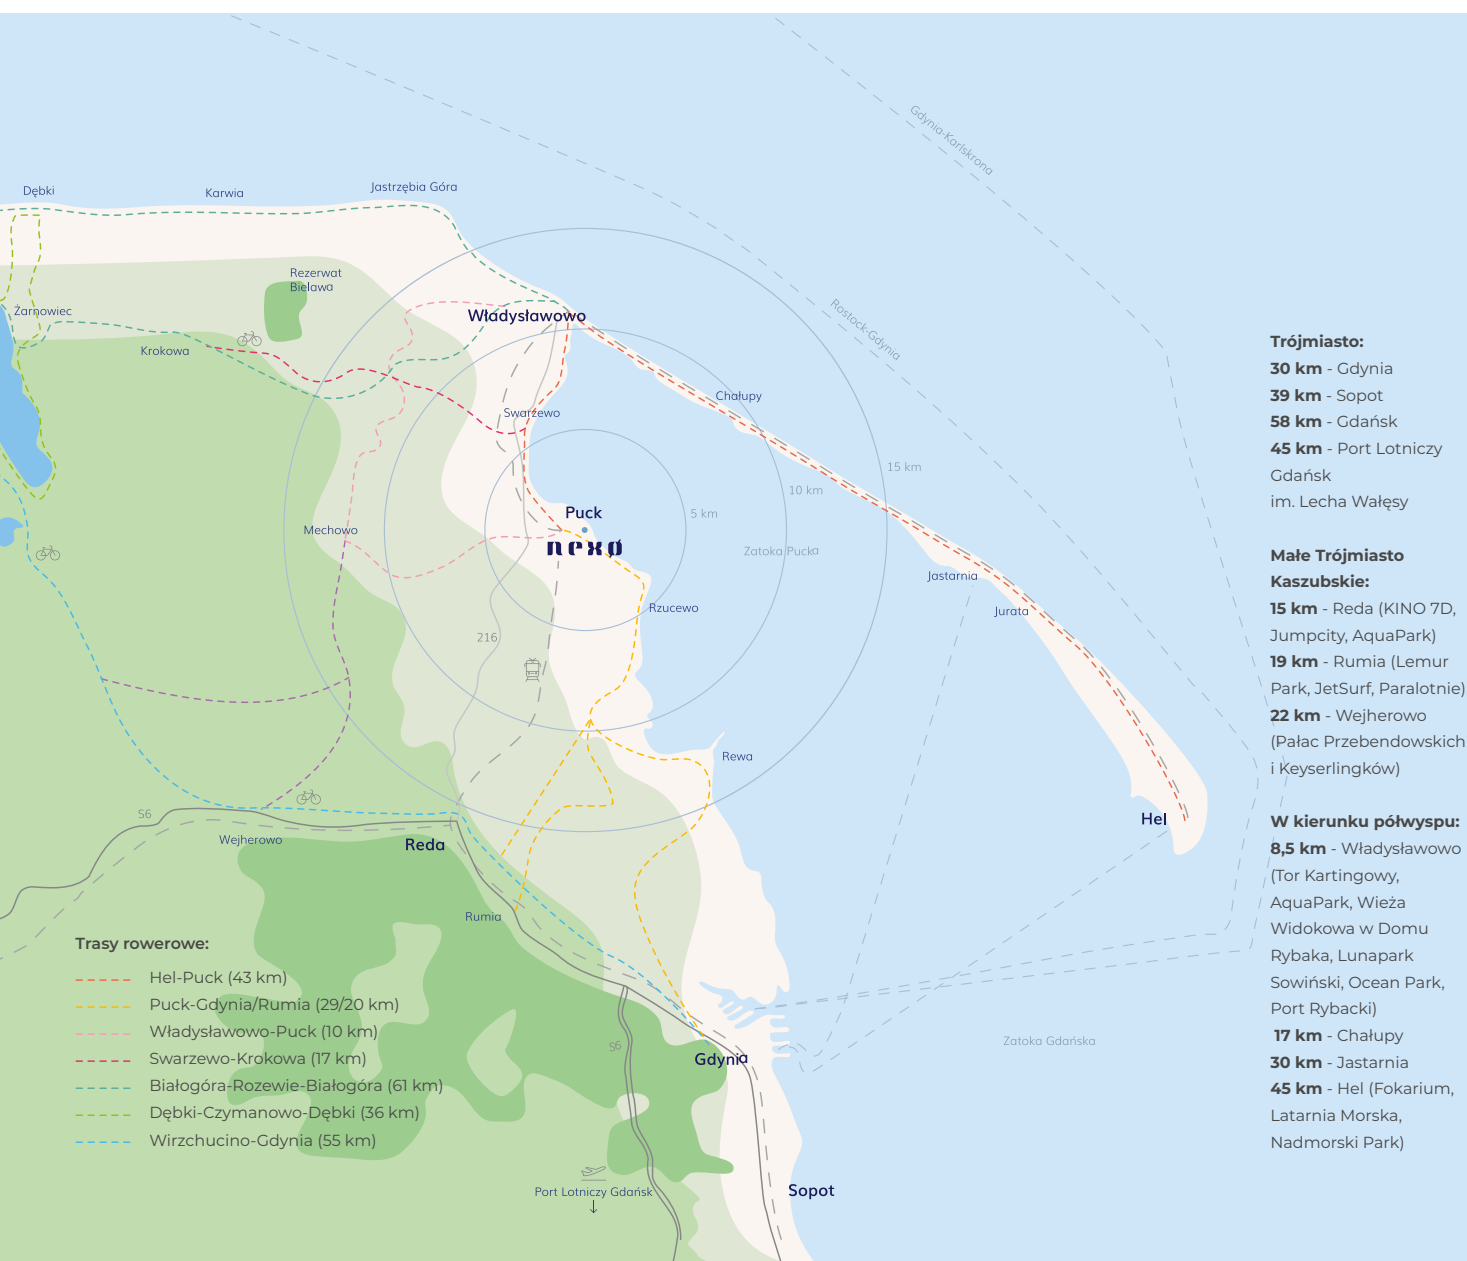 Gdynia-Karlskrona
Dębki
Karwia
Jastrzębia Góra
Rezerwat
Bielawa
Żarnowiec
Władysławowo
Rostock-Gdynia
Krokowa
Chałupy
Swarzewo
15 km
10 km
5 km
Puck
nexø
Mechowo
Zatoka Pucka
Jastarnia
Jurata
Rzucewo
216
Rewa
S6
Wejherowo
Reda
Hel
Rumia
S6
Gdynia
Zatoka Gdańska
Port Lotniczy Gdańsk
Sopot
Trasy rowerowe:
Hel-Puck (43 km)
Puck-Gdynia/Rumia (29/20 km)
Władysławowo-Puck (10 km)
Swarzewo-Krokowa (17 km)
Białogóra-Rozewie-Białogóra (61 km)
Dębki-Czymanowo-Dębki (36 km)
Wirzchucino-Gdynia (55 km)
Trójmiasto:
30 km - Gdynia
39 km - Sopot
58 km - Gdańsk
45 km - Port Lotniczy
Gdańsk
im. Lecha Wałęsy
Małe Trójmiasto
Kaszubskie:
15 km - Reda (KINO 7D,
Jumpcity, AquaPark)
19 km - Rumia (Lemur
Park, JetSurf, Paralotnie)
22 km - Wejherowo
(Pałac Przebendowskich
i Keyserlingków)
W kierunku półwyspu:
8,5 km - Władysławowo
(Tor Kartingowy,
AquaPark, Wieża
Widokowa w Domu
Rybaka, Lunapark
Sowiński, Ocean Park,
Port Rybacki)
17 km - Chałupy
30 km - Jastarnia
45 km - Hel (Fokarium,
Latarnia Morska,
Nadmorski Park)